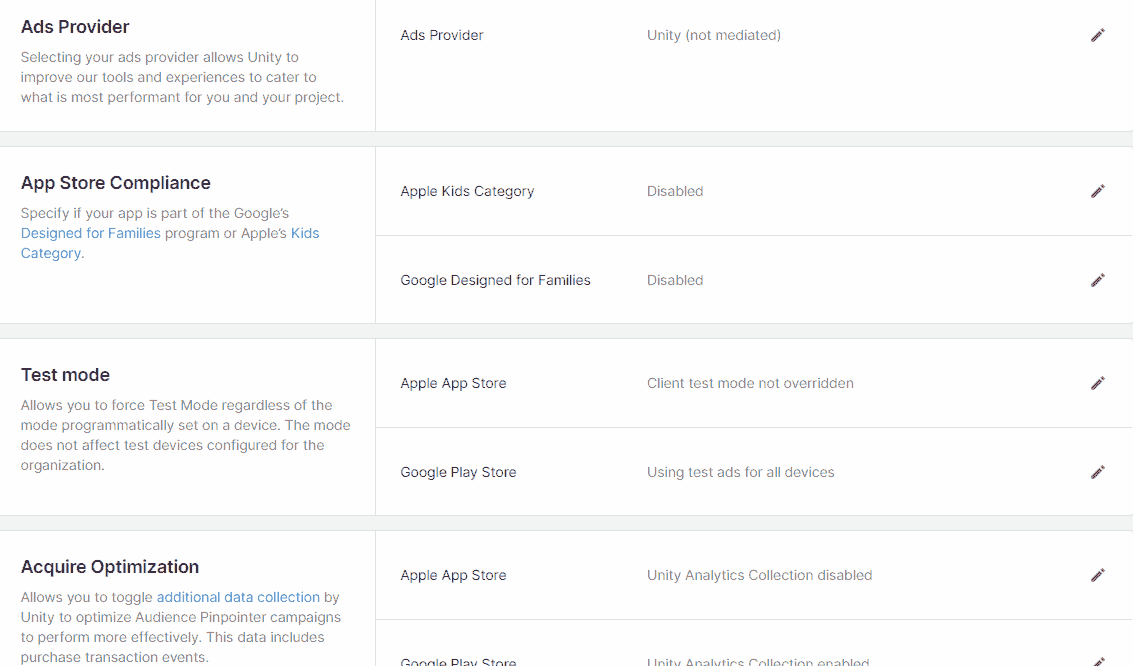 Ads Provider
Selecting your ads provider allows Unity to
improve our tools and experiences to cater to
what is most performant for you and your project.
Ads Provider
Unity (not mediated)
App Store Compliance
Specify if your app is part of the Google’s
Designed for Families program or Apple’s Kids
Category.
Apple Kids Category
Disabled
Google Designed for Families
Disabled
Test mode
Allows you to force Test Mode regardless of the
mode programmatically set on a device. The mode
does not affect test devices configured for the
organization.
Apple App Store
Client test mode not overridden
Google Play Store
Using test ads for all devices
Acquire Optimization
Allows you to toggle additional data collection by
Unity to optimize Audience Pinpointer campaigns
to perform more effectively. This data includes
purchase transaction events.
Apple App Store
Unity Analytics Collection disabled
Google Play Store
Unity Analytics Collection enabled